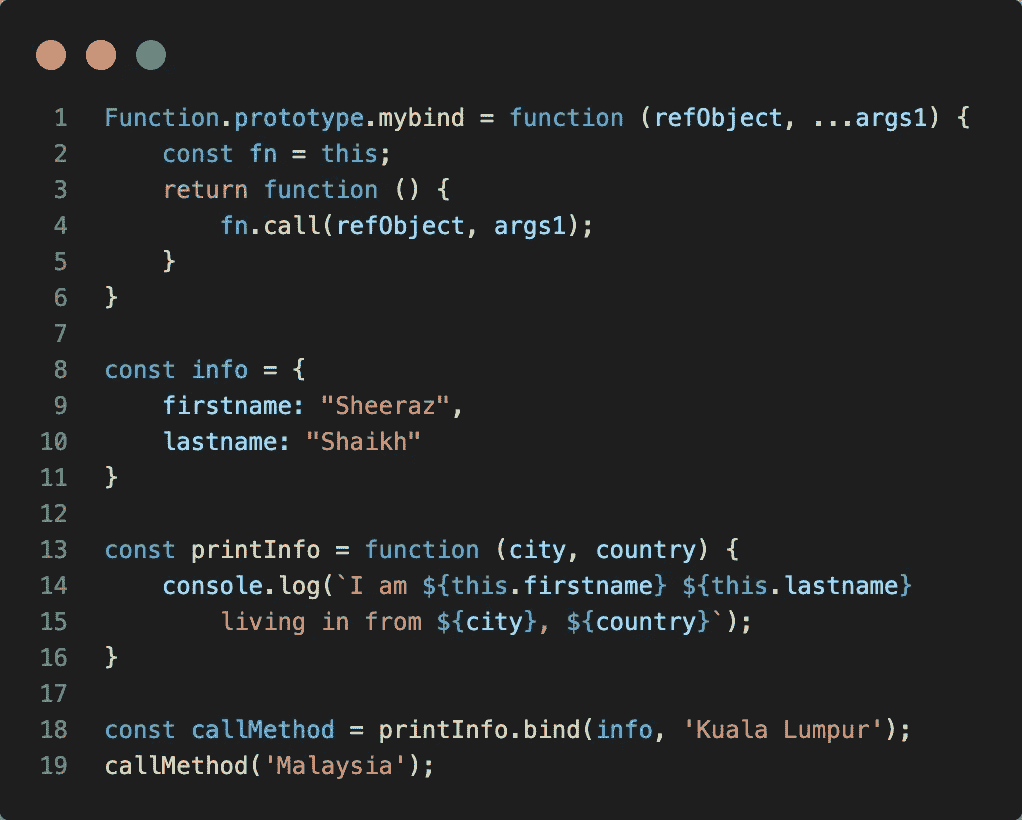 1 Function.prototype.mybind = function (refObject, ...args1) {
2     const fn = this;
3     return function () {
4         fn.call(refObject, args1);
5     }
6 }
7
8 const info = {
9     firstname: "Sheeraz",
10     lastname: "Shaikh"
11 }
12
13 const printInfo = function (city, country) {
14     console.log(`I am ${this.firstname} ${this.lastname}
15         living in from ${city}, ${country}`);
16 }
17
18 const callMethod = printInfo.bind(info, 'Kuala Lumpur');
19 callMethod('Malaysia');